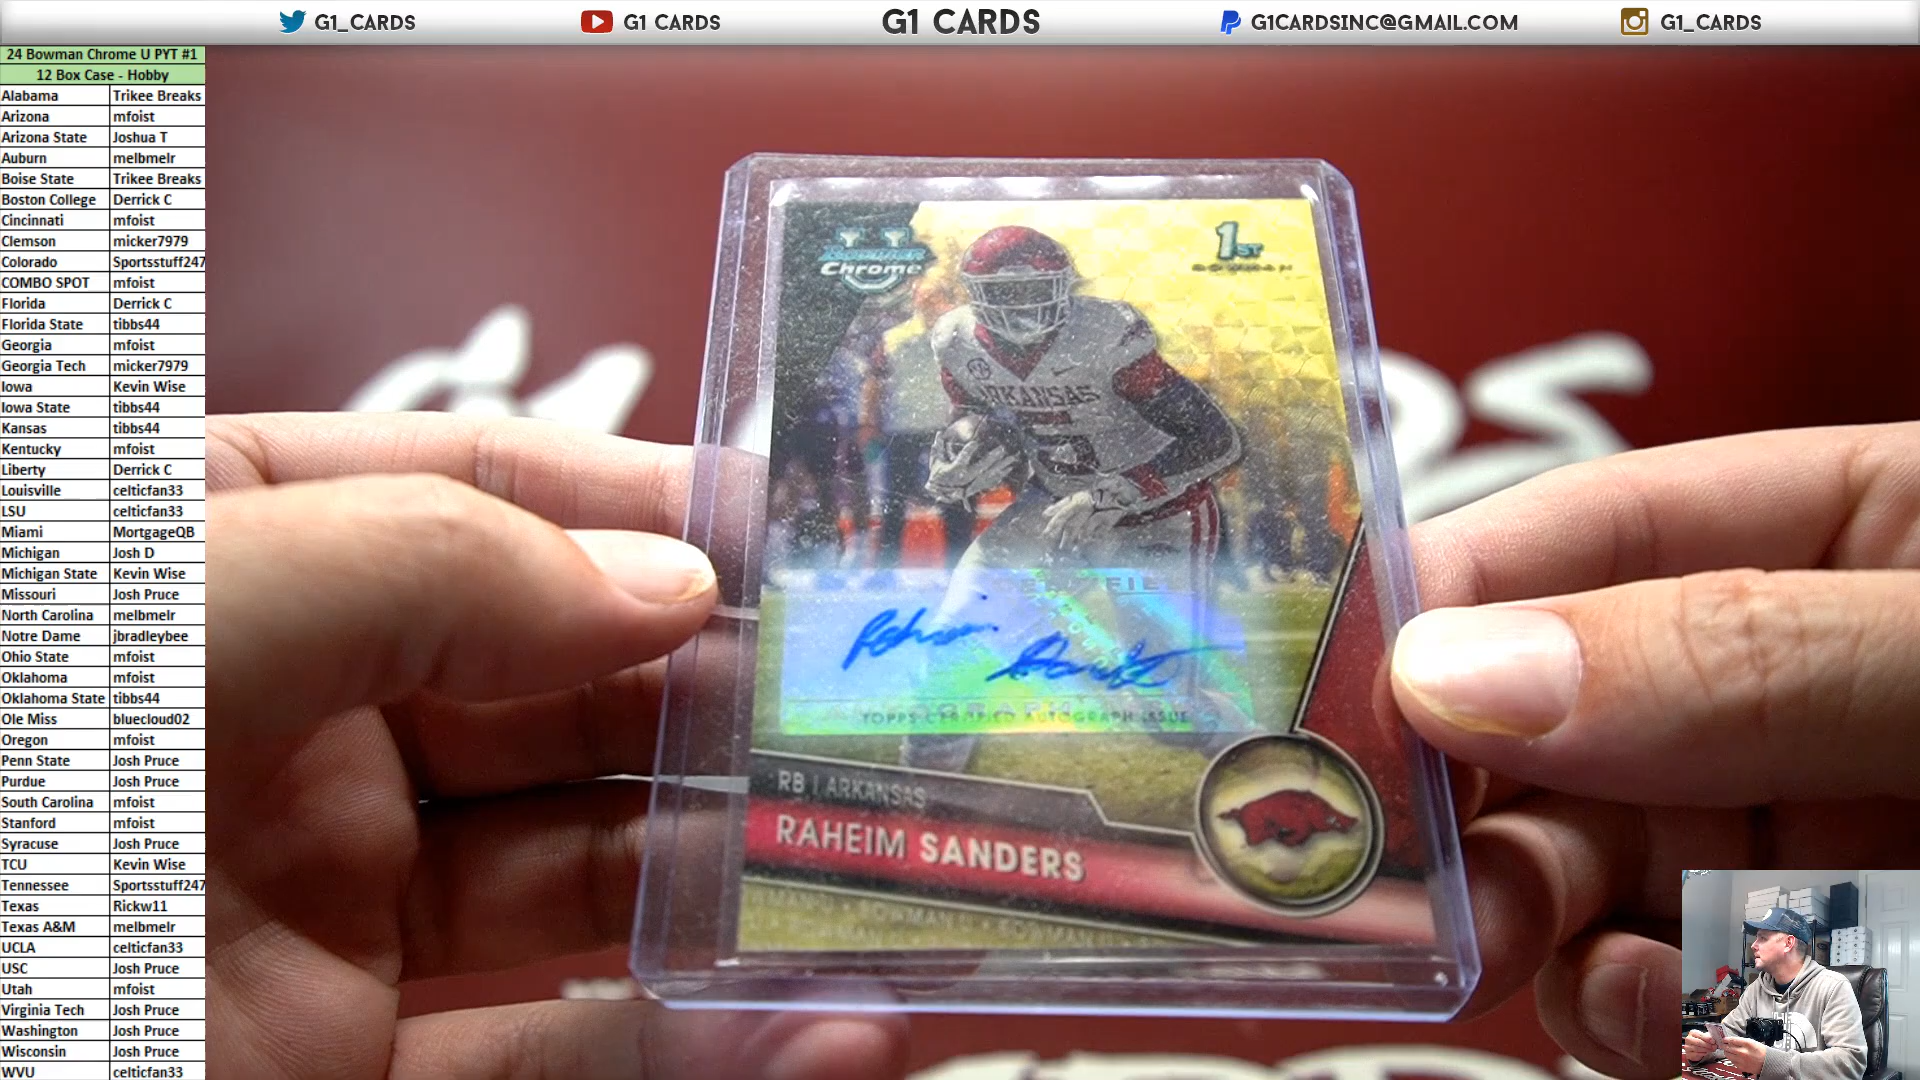 G1_CARDS
G1 CARDS
G1 CARDS
G1CARDSINC@GMAIL.COM
G1_CARDS
24 Bowman Chrome U PYT #1
12 Box Case - Hobby
Alabama Trikee Breaks
Arizona mfoist
Arizona State Joshua T
Auburn melbmelr
Boise State Trikee Breaks
Boston College Derrick C
Cincinnati mfoist
Clemson micker7979
Colorado Sportsstuff247
COMBO SPOT mfoist
Florida Derrick C
Florida State tibbs44
Georgia mfoist
Georgia Tech micker7979
Iowa Kevin Wise
Iowa State tibbs44
Kansas tibbs44
Kentucky mfoist
Liberty Derrick C
Louisville celticfan33
LSU celticfan33
Miami MortgageQB
Michigan Josh D
Michigan State Kevin Wise
Missouri Josh Pruce
North Carolina melbmelr
Notre Dame jbradleybee
Ohio State mfoist
Oklahoma mfoist
Oklahoma State tibbs44
Ole Miss bluecloud02
Oregon mfoist
Penn State Josh Pruce
Purdue Josh Pruce
South Carolina mfoist
Stanford mfoist
Syracuse Josh Pruce
TCU Kevin Wise
Tennessee Sportsstuff247
Texas Rickw11
Texas A&M melbmelr
UCLA celticfan33
USC Josh Pruce
Utah mfoist
Virginia Tech Josh Pruce
Washington Josh Pruce
Wisconsin Josh Pruce
WVU celticfan33
U
Bowman
Chrome
1ST
BOWMAN
ARKANSAS
5
TOPPS CERTIFIED AUTOGRAPH ISSUE
RB | ARKANSAS
RAHEIM SANDERS